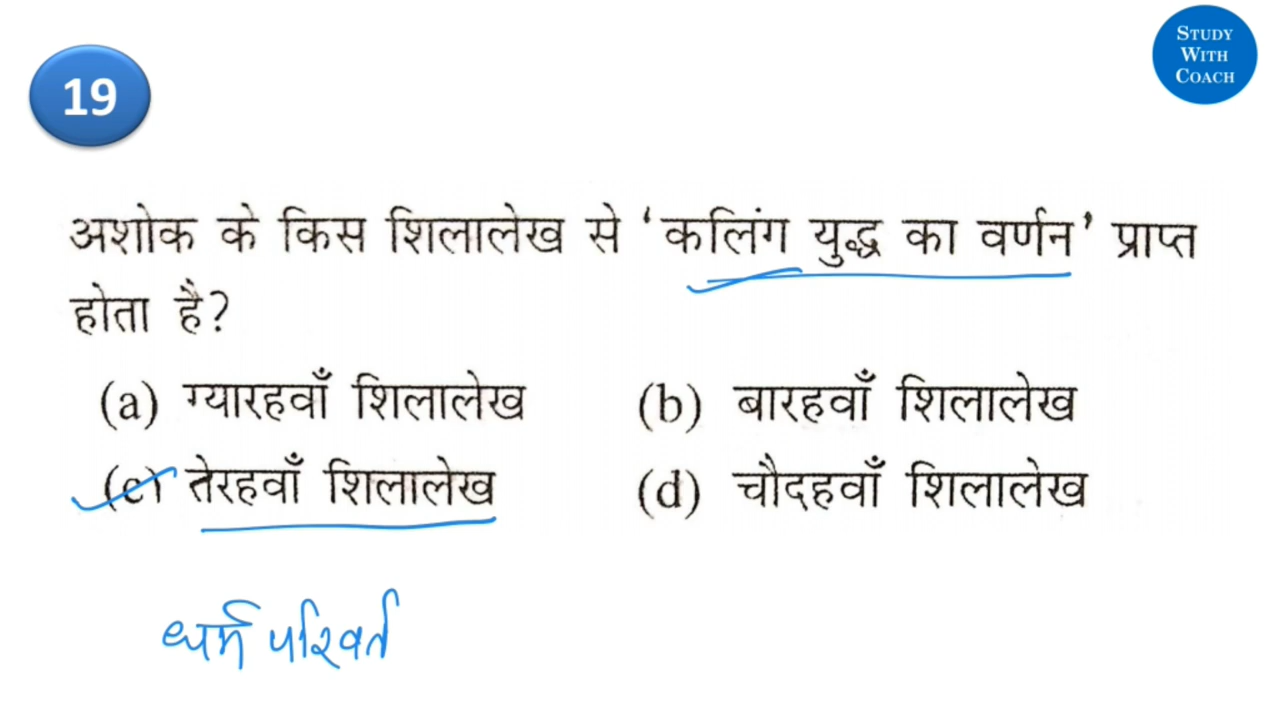 19
STUDY
WITH
COACH
अशोक के किस शिलालेख से ‘कलिंग युद्ध का वर्णन’ प्राप्त
होता है?
(a) ग्यारहवाँ शिलालेख (b) बारहवाँ शिलालेख
(c) तेरहवाँ शिलालेख (d) चौदहवाँ शिलालेख
धर्म परिवर्त